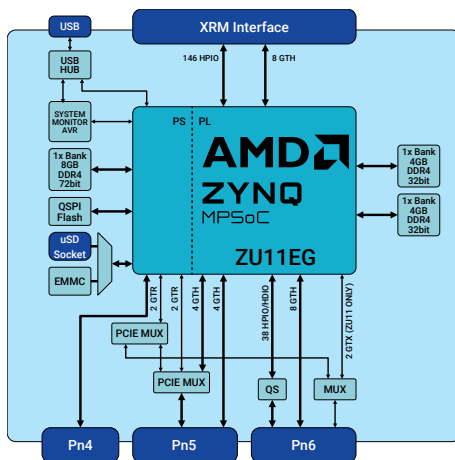 USB
XRM Interface
146 HPIO
8 GTH
USB
HUB
SYSTEM
MONITOR
AVR
PS
PL
AMD
ZYNQ
MPSoC
ZU11EG
1x Bank
8GB
DDR4
72bit
QSPI
Flash
uSD
Socket
EMMC
1x Bank
4GB
DDR4
32bit
1x Bank
4GB
DDR4
32bit
2 GTR
2 GTR
4 GTH
4 GTH
38 HPIO/HDIO
8 GTH
2 GTX (ZU11 ONLY)
PCIE MUX
PCIE MUX
QS
MUX
Pn4
Pn5
Pn6